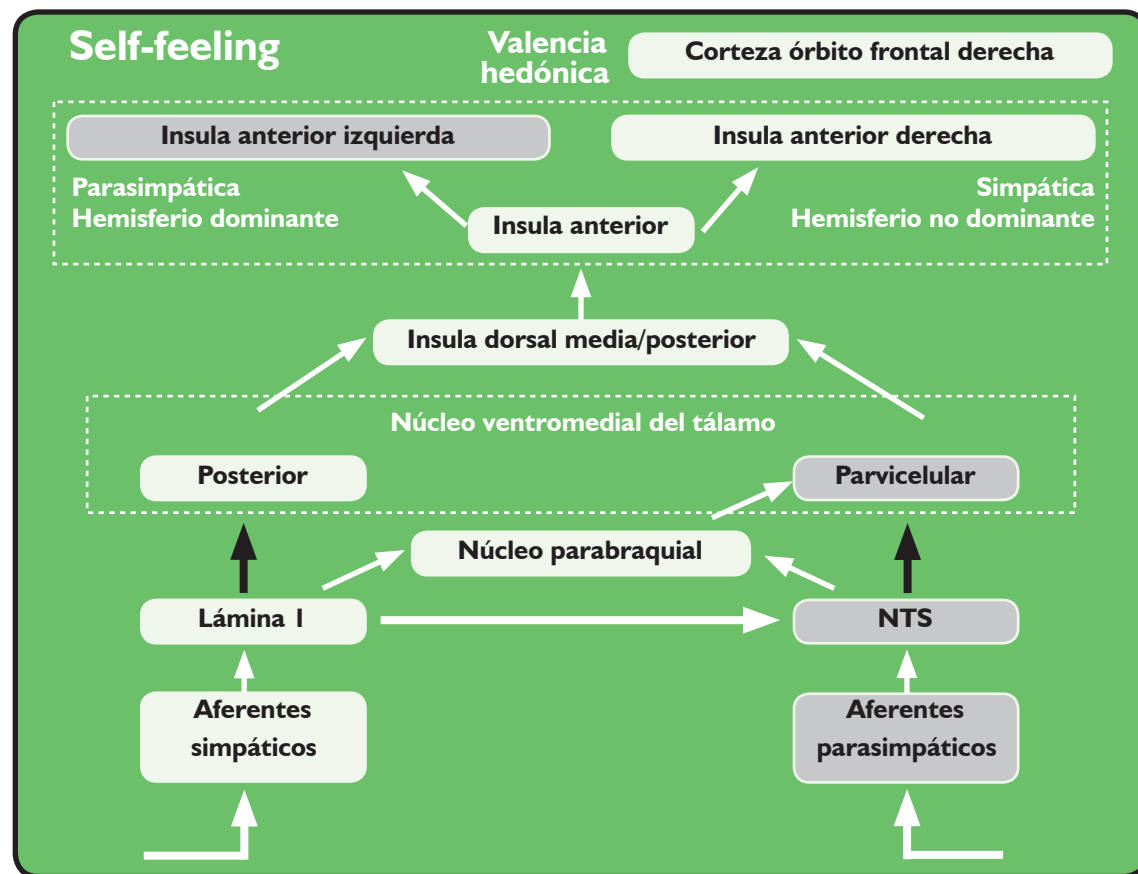 Self-feeling
Valencia
hedónica
Corteza órbito frontal derecha
Insula anterior izquierda
Insula anterior derecha
Parasimpática
Hemisferio dominante
Simpática
Hemisferio no dominante
Insula anterior
Insula dorsal media/posterior
Núcleo ventromedial del tálamo
Posterior
Parvicelular
Núcleo parabraquial
Lámina I
NTS
Aferentes
simpáticos
Aferentes
parasimpáticos